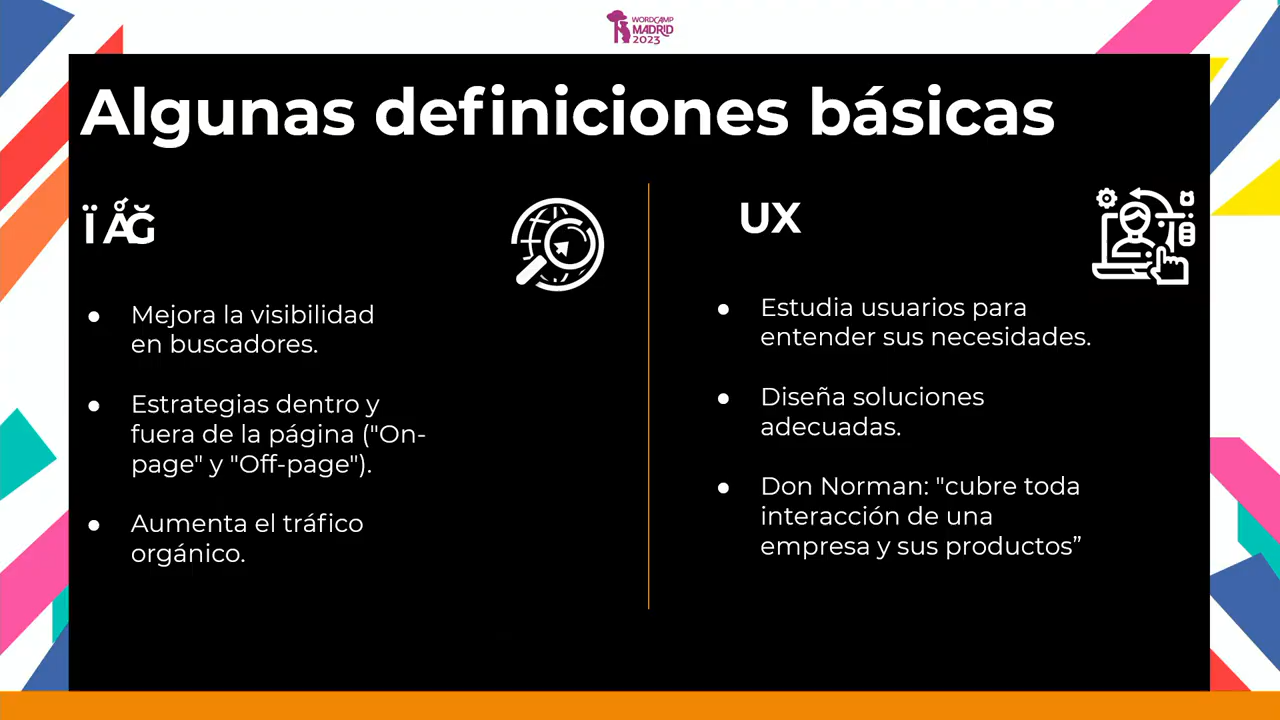 WORDCAMP
MADRID
2023
Algunas definiciones básicas
Mejora la visibilidad
en buscadores.
Estrategias dentro y
fuera de la página ("On-
page" y "Off-page").
Aumenta el tráfico
orgánico.
UX
Estudia usuarios para
entender sus necesidades.
Diseña soluciones
adecuadas.
Don Norman: "cubre toda
interacción de una
empresa y sus productos”